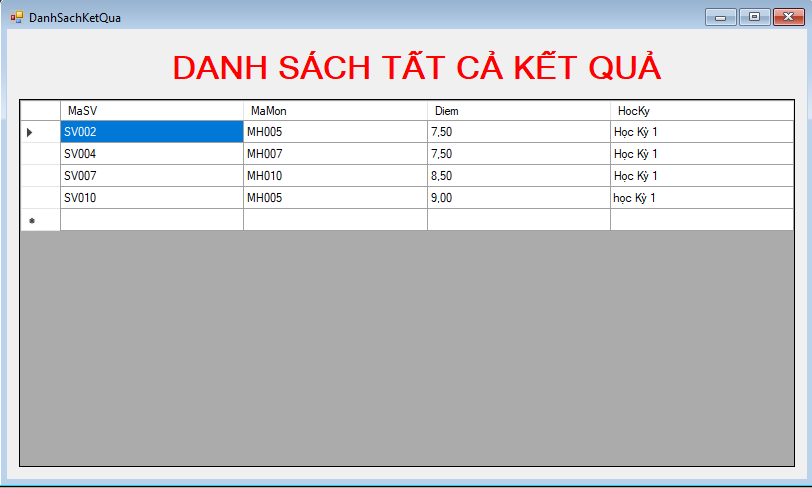 DanhSachKetQua
DANH SÁCH TẤT CẢ KẾT QUẢ
MaSV MaMon Diem HocKy
SV002 MH005 7,50 Học Kỳ 1
SV004 MH007 7,50 Học Kỳ 1
SV007 MH010 8,50 Học Kỳ 1
SV010 MH005 9,00 học Kỳ 1